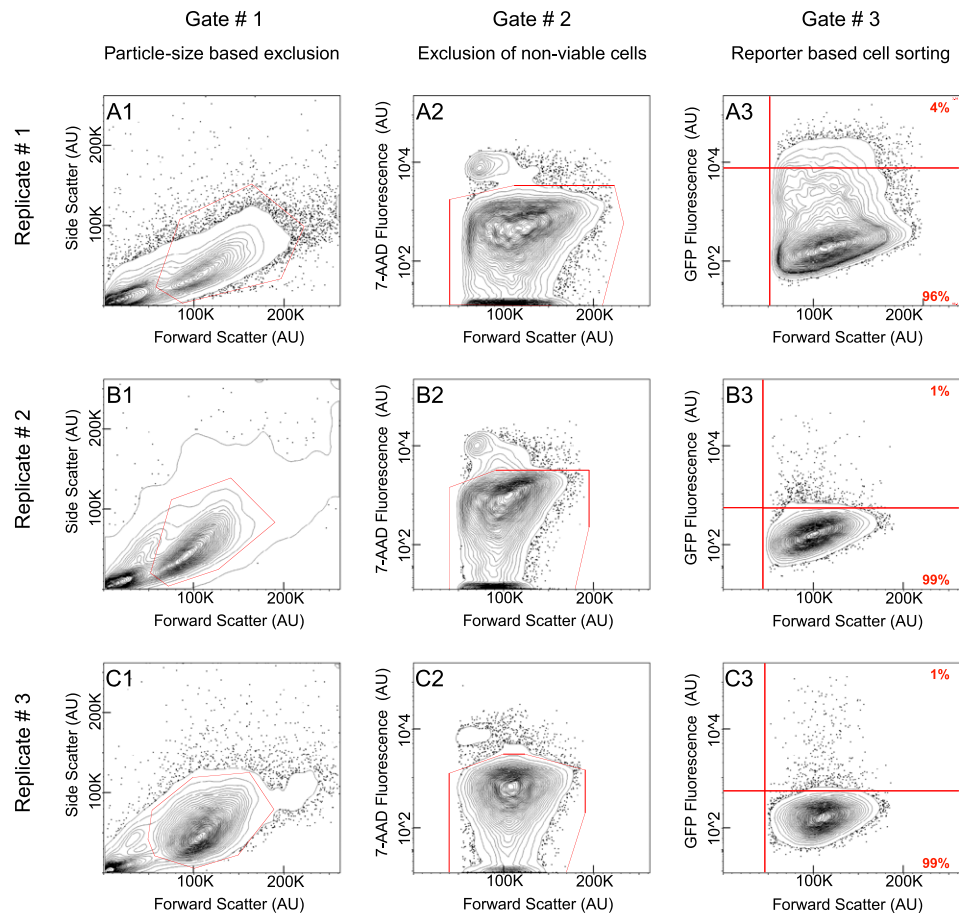 Gate # 1
Gate # 2
Gate # 3
Particle-size based exclusion
Exclusion of non-viable cells
Reporter based cell sorting
Replicate # 1
A1
Side Scatter (AU)
200K
100K
100K
200K
Forward Scatter (AU)
A2
7-AAD Fluorescence (AU)
10^4
10^2
100K
200K
Forward Scatter (AU)
A3
GFP Fluorescence (AU)
10^4
10^2
4%
96%
100K
200K
Forward Scatter (AU)
Replicate # 2
B1
Side Scatter (AU)
200K
100K
100K
200K
Forward Scatter (AU)
B2
7-AAD Fluorescence (AU)
10^4
10^2
100K
200K
Forward Scatter (AU)
B3
GFP Fluorescence (AU)
10^4
10^2
1%
99%
100K
200K
Forward Scatter (AU)
Replicate # 3
C1
Side Scatter (AU)
200K
100K
100K
200K
Forward Scatter (AU)
C2
7-AAD Fluorescence (AU)
10^4
10^2
100K
200K
Forward Scatter (AU)
C3
GFP Fluorescence (AU)
10^4
10^2
1%
99%
100K
200K
Forward Scatter (AU)